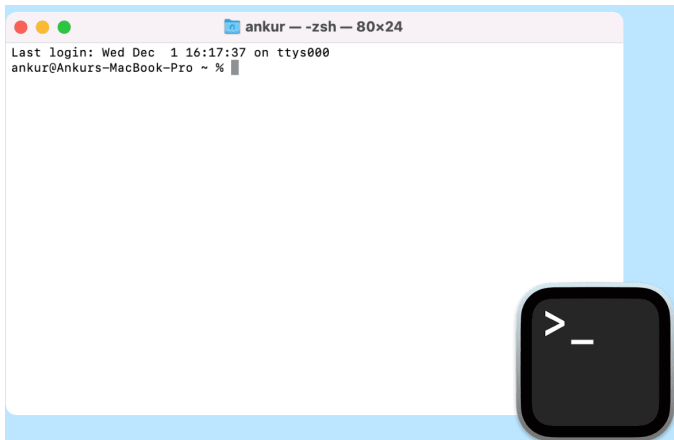 ankur — -zsh — 80×24
Last login: Wed Dec  1 16:17:37 on ttys000
ankur@Ankurs-MacBook-Pro ~ %
>_